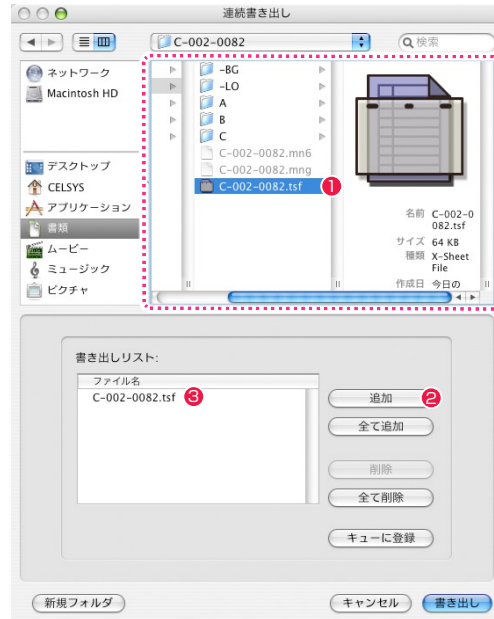 連続書き出し
C-002-0082
検索
ネットワーク
Macintosh HD
デスクトップ
CELSYS
アプリケーション
書類
ムービー
ミュージック
ピクチャ
-BG
-LO
A
B
C
C-002-0082.mn6
C-002-0082.mng
C-002-0082.tsf
1
名前 C-002-0
082.tsf
サイズ 64 KB
種類 X-Sheet
File
作成日 今日の
書き出しリスト:
ファイル名
C-002-0082.tsf 3
追加 2
全て追加
削除
全て削除
キューに登録
新規フォルダ
キャンセル
書き出し